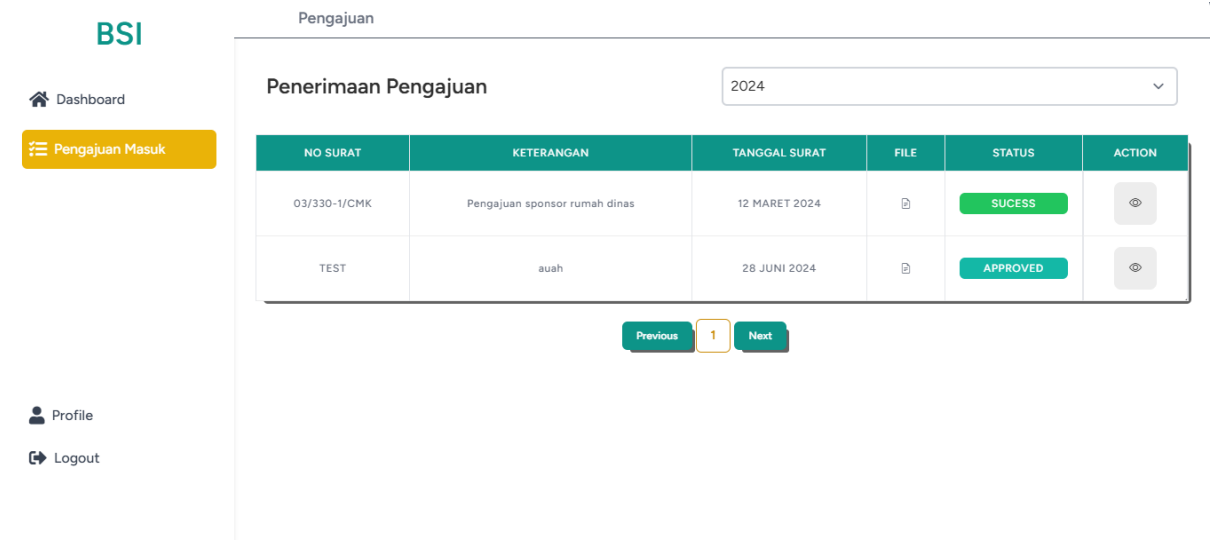 BSI
Pengajuan
Dashboard
Pengajuan Masuk
Profile
Logout
Penerimaan Pengajuan
2024
NO SURAT KETERANGAN TANGGAL SURAT FILE STATUS ACTION
03/330-1/CMK Pengajuan sponsor rumah dinas 12 MARET 2024 SUCESS
TEST auah 28 JUNI 2024 APPROVED
Previous 1 Next